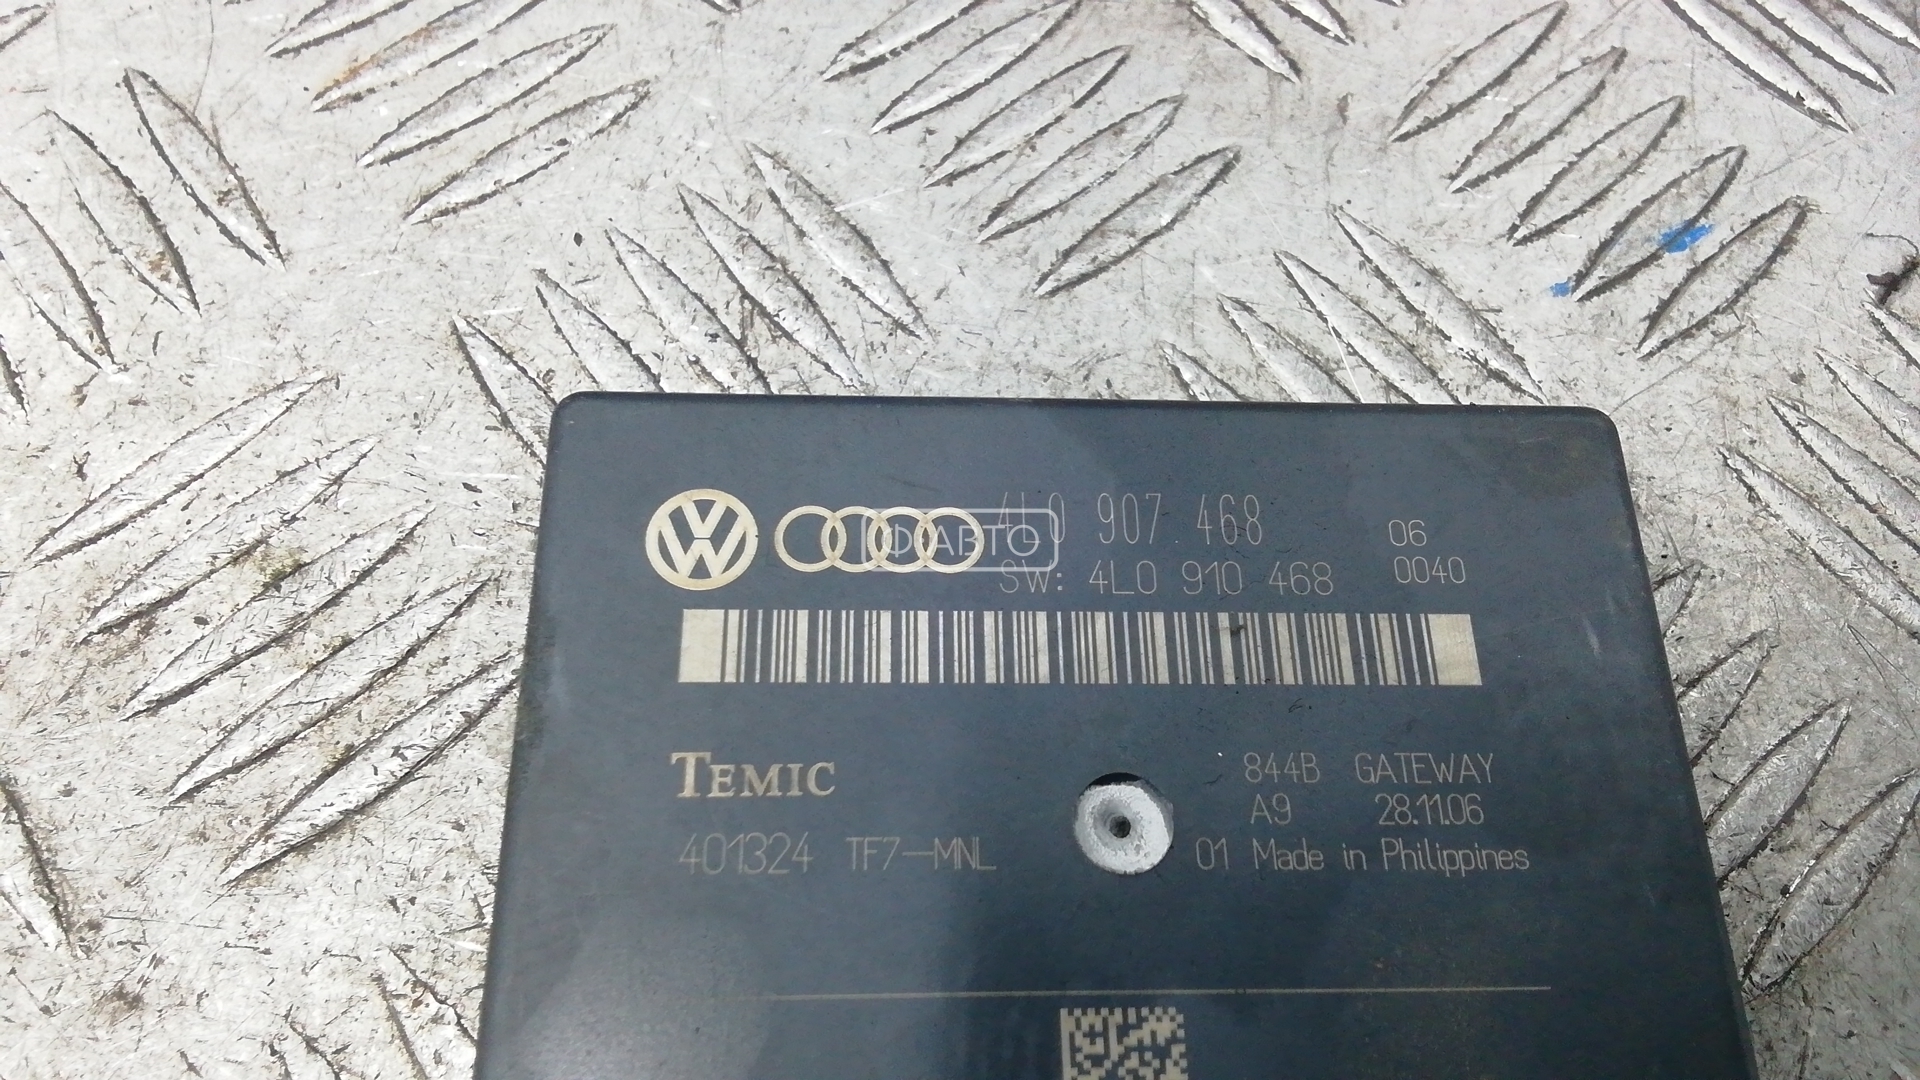 4L0 907 468
06
Ф-АВТО
SW: 4L0 910 468
0040
TEMIC
844B GATEWAY
A9 28.11.06
401324 TF7-MNL
01 Made in Philippines